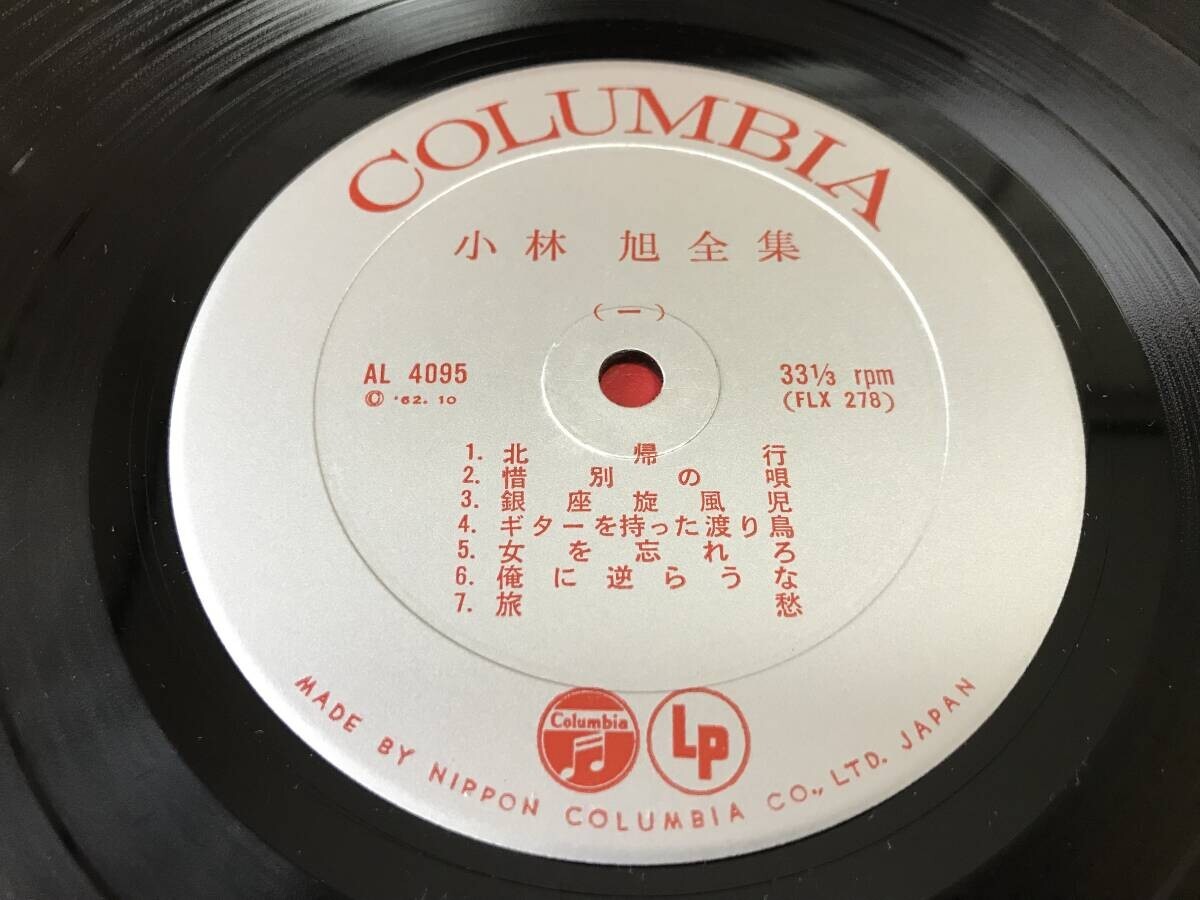 COLUMBIA
小林 旭全集
(一)
AL 4095
Ⓒ '62. 10
33⅓ rpm
(FLX 278)
1. 北帰行
2. 惜別の唄
3. 銀座旋風児
4. ギターを持った渡り鳥
5. 女を忘れろ
6. 俺に逆らうな
7. 旅愁
Columbia
LP
MADE BY NIPPON COLUMBIA CO., LTD. JAPAN